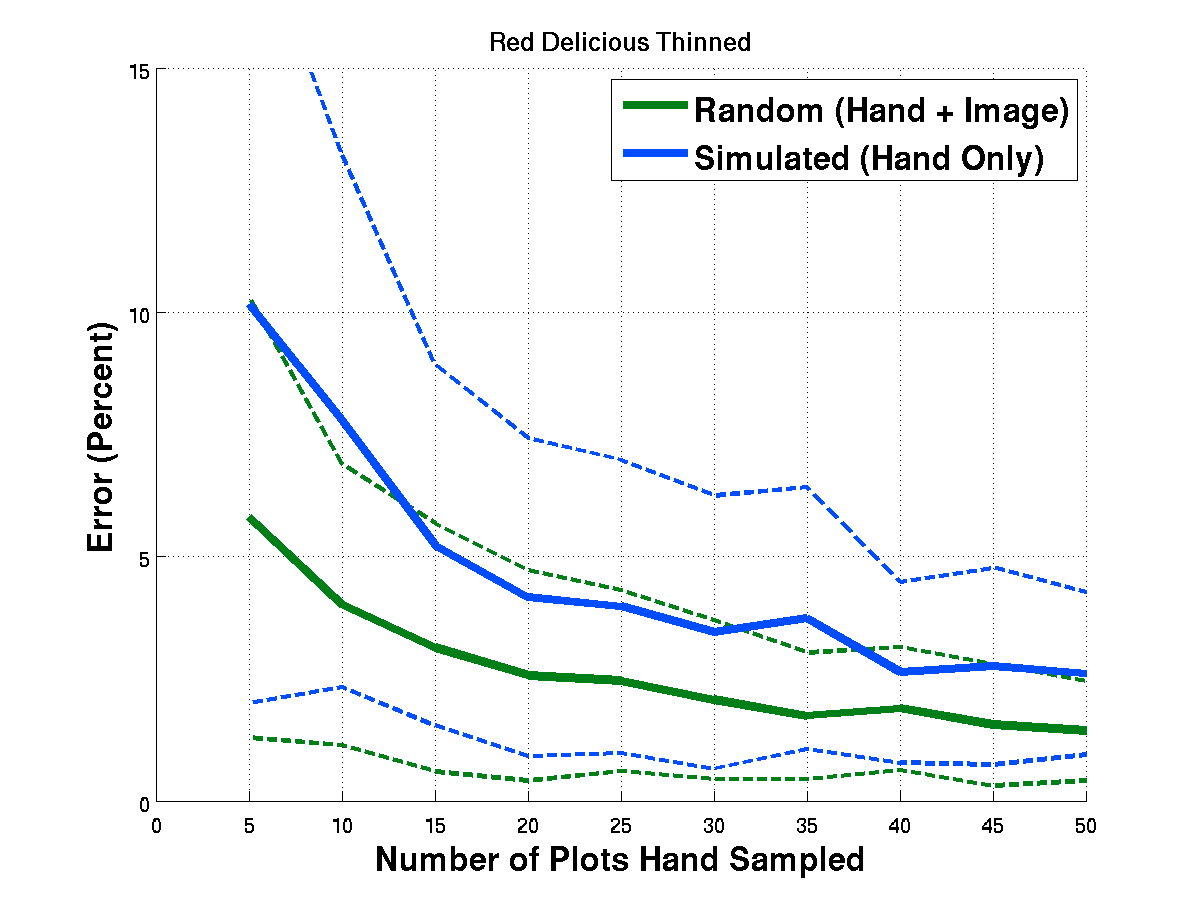 Red Delicious Thinned
15
Random (Hand + Image)
Simulated (Hand Only)
10
Error (Percent)
5
0
0 5 10 15 20 25 30 35 40 45 50
Number of Plots Hand Sampled